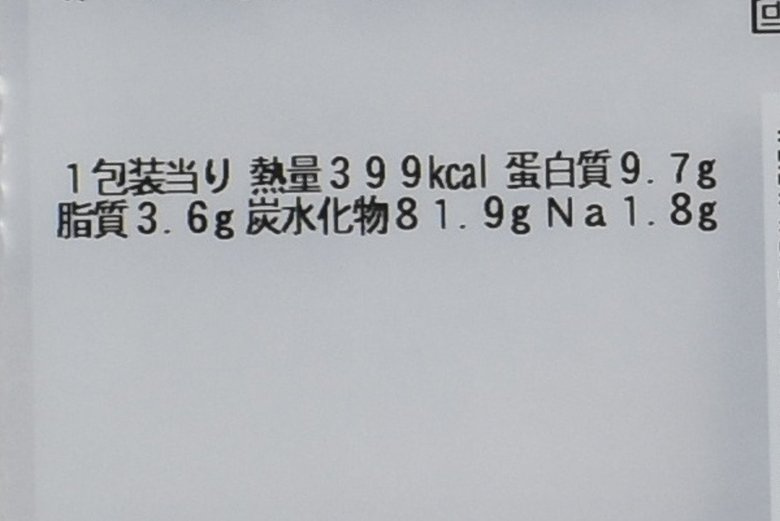 1包装当り 熱量399kcal 蛋白質9.7g
脂質3.6g 炭水化物81.9g Na1.8g